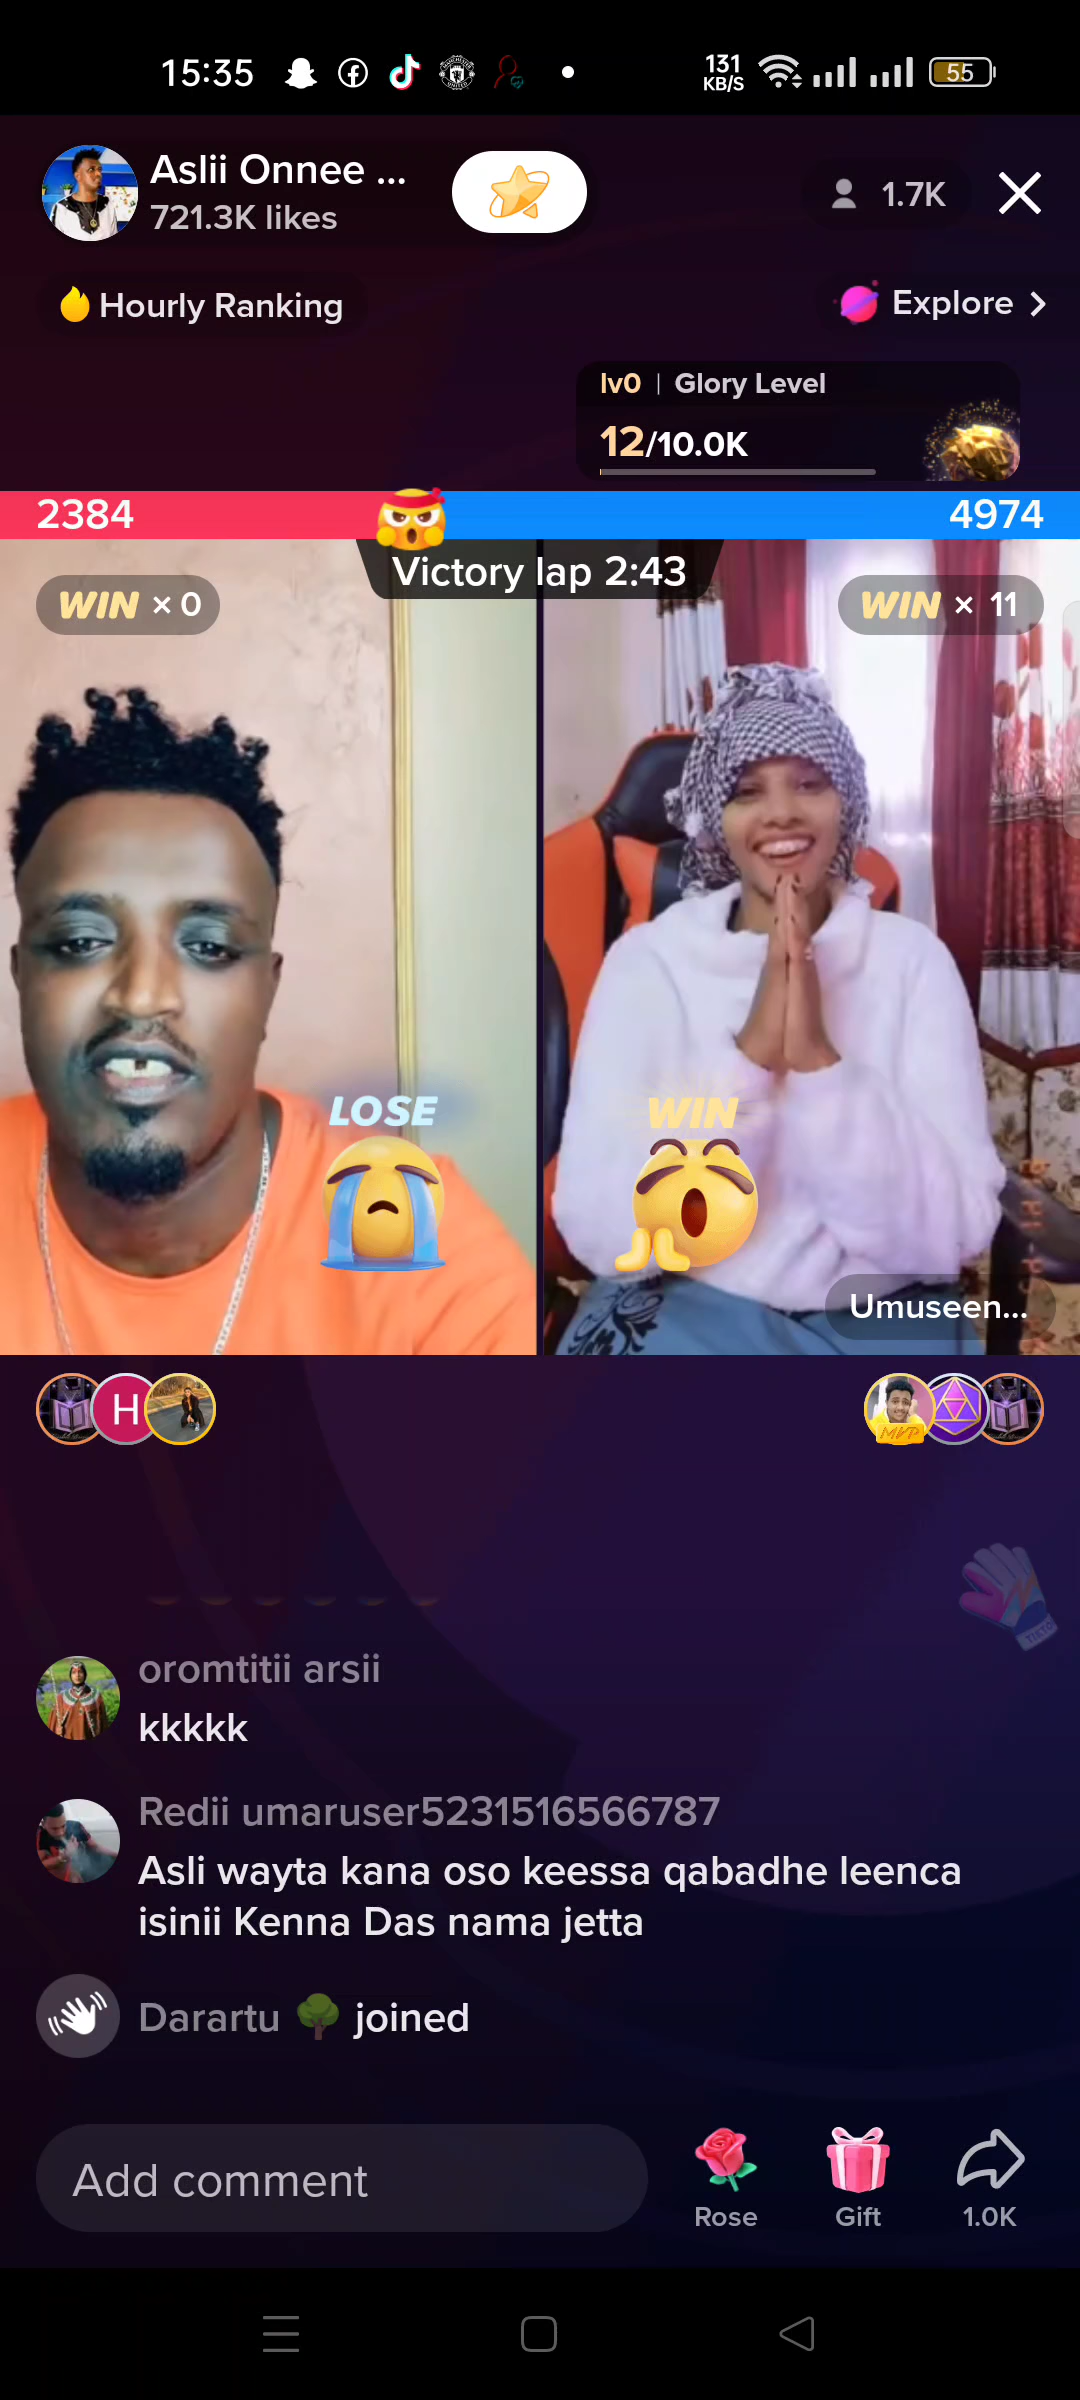 15:35
131
KB/S
55
Aslii Onnee ...
721.3K likes
1.7K
Hourly Ranking
Explore
lv0 | Glory Level
12/10.0K
2384
4974
Victory lap 2:43
WIN × 0
WIN × 11
LOSE
WIN
Umuseen...
H
MVP
oromtitii arsii
kkkkk
Redii umaruser5231516566787
Asli wayta kana oso keessa qabadhe leenca
isinii Kenna Das nama jetta
Darartu joined
Add comment
Rose
Gift
1.0K